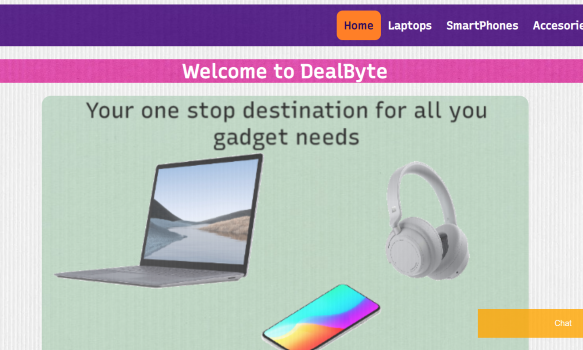 Home Laptops SmartPhones Accesorie
Welcome to DealByte
Your one stop destination for all you
gadget needs
Chat